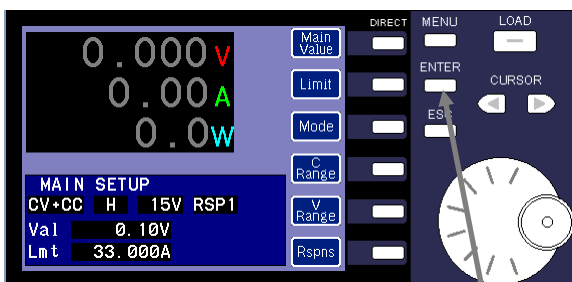 DIRECT MENU LOAD
0.000V
0.00A
0.0W
Main
Value
Limit
Mode
C
Range
V
Range
Rspns
ENTER
CURSOR
ESC
MAIN SETUP
CV+CC H 15V RSP1
Val 0.10V
Lmt 33.000A